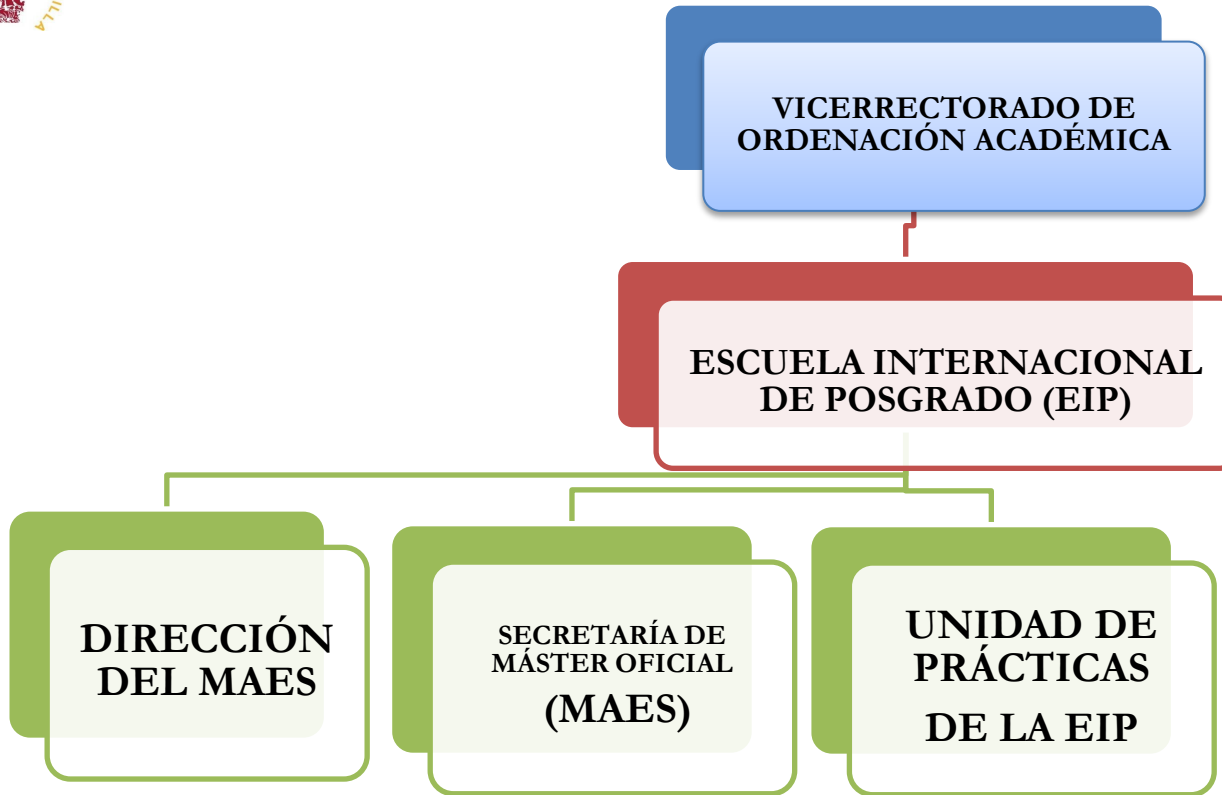 ILLA
VICERRECTORADO DE
ORDENACIÓN ACADÉMICA
ESCUELA INTERNACIONAL
DE POSGRADO (EIP)
DIRECCIÓN
DEL MAES
SECRETARÍA DE
MÁSTER OFICIAL
(MAES)
UNIDAD DE
PRÁCTICAS
DE LA EIP